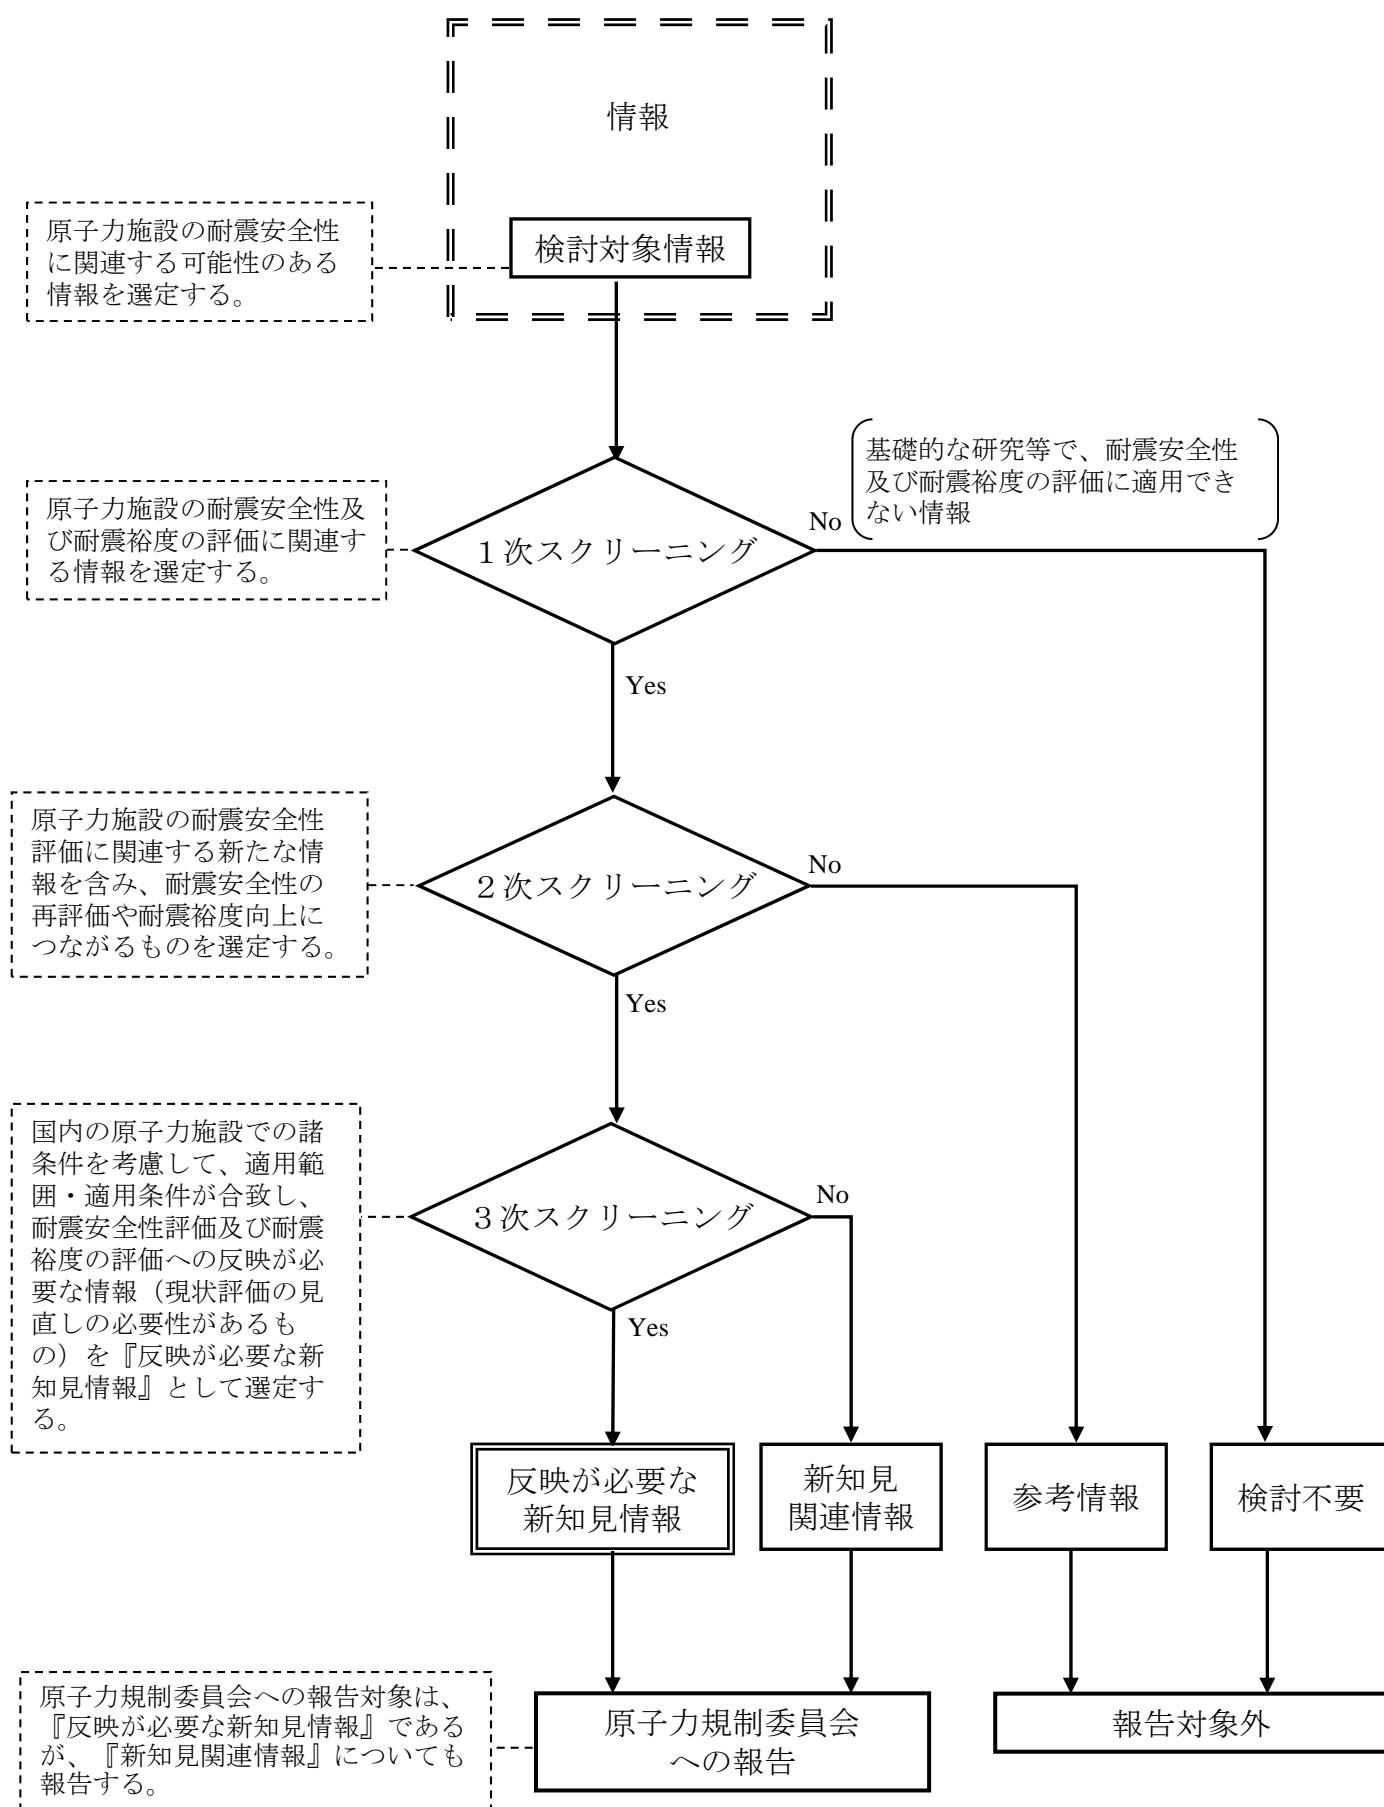 情報
原子力施設の耐震安全性
に関連する可能性のある
情報を選定する。
検討対象情報
基礎的な研究等で、耐震安全性
及び耐震裕度の評価に適用でき
ない情報
原子力施設の耐震安全性及
び耐震裕度の評価に関連す
る情報を選定する。
１次スクリーニング
No
Yes
原子力施設の耐震安全性
評価に関連する新たな情
報を含み、耐震安全性の
再評価や耐震裕度向上に
つながるものを選定する。
２次スクリーニング
No
Yes
国内の原子力施設での諸
条件を考慮して、適用範
囲・適用条件が合致し、
耐震安全性評価及び耐震
裕度の評価への反映が必
要な情報（現状評価の見
直しの必要性があるも
の）を『反映が必要な新
知見情報』として選定す
る。
３次スクリーニング
No
Yes
反映が必要な
新知見情報
新知見
関連情報
参考情報
検討不要
原子力規制委員会への報告対象は、
『反映が必要な新知見情報』である
が、『新知見関連情報』についても
報告する。
原子力規制委員会
への報告
報告対象外